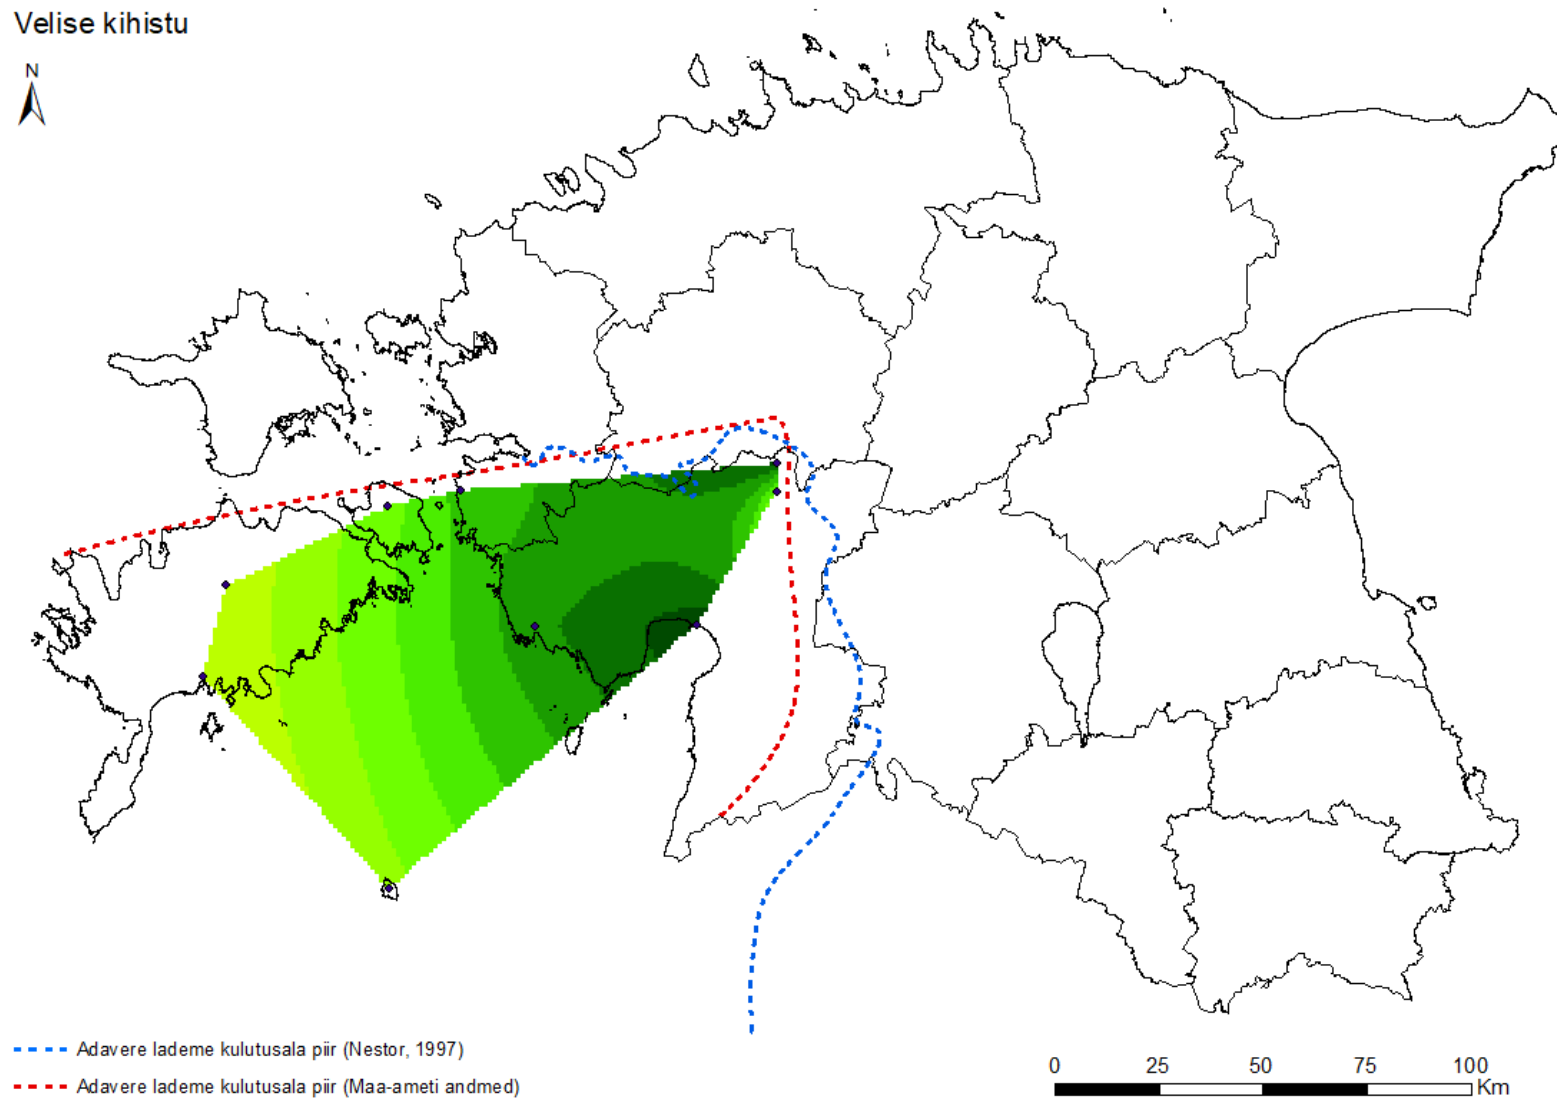 Velise kihistu
N
Adavere lademe kulutusala piir (Nestor, 1997)
Adavere lademe kulutusala piir (Maa-ameti andmed)
0 25 50 75 100
Km